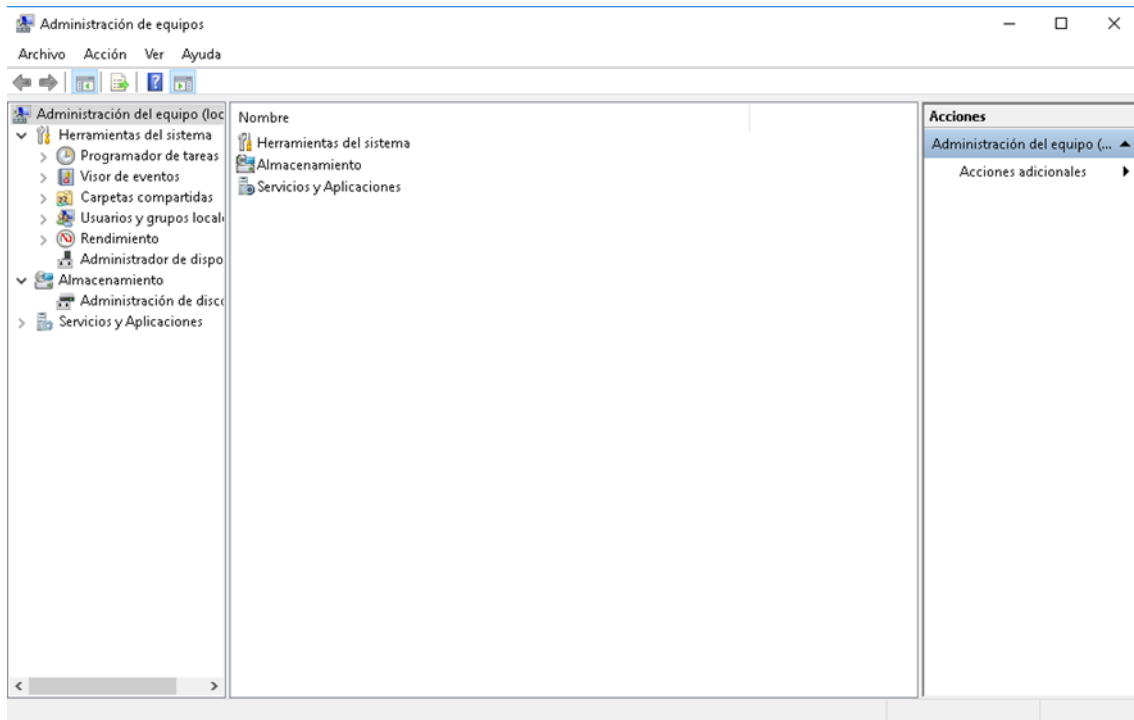 Administración de equipos
Archivo Acción Ver Ayuda
Administración del equipo (loc
Herramientas del sistema
Programador de tareas
Visor de eventos
Carpetas compartidas
Usuarios y grupos local
Rendimiento
Administrador de dispo
Almacenamiento
Administración de disc
Servicios y Aplicaciones
Nombre
Herramientas del sistema
Almacenamiento
Servicios y Aplicaciones
Acciones
Administración del equipo (...
Acciones adicionales